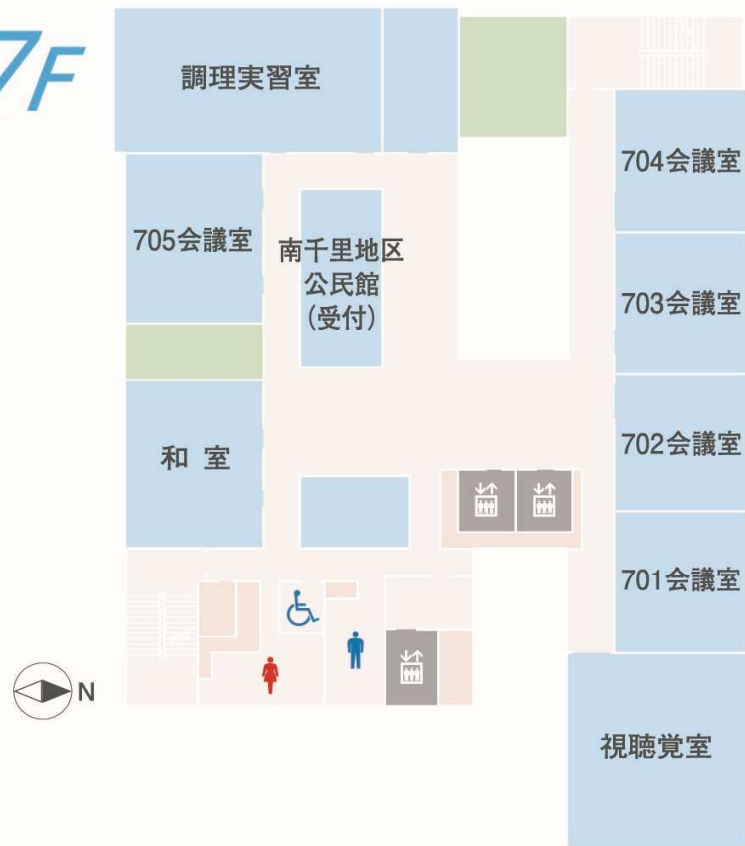 7F
調理実習室
704会議室
705会議室
南千里地区
公民館
(受付)
703会議室
和 室
702会議室
701会議室
N
視聴覚室